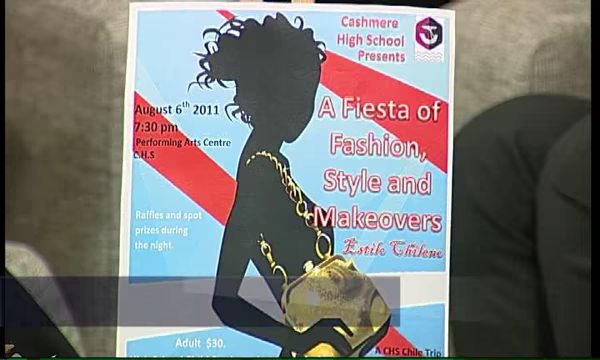 Cashmere
High School
Presents
August 6th 2011
7:30 pm
Performing Arts Centre
C.H.S
A Fiesta of
Fashion,
Style and
Makeovers
Estilo Chileno
Raffles and spot
prizes during
the night.
Adult $30.
A CHS Chile Trip